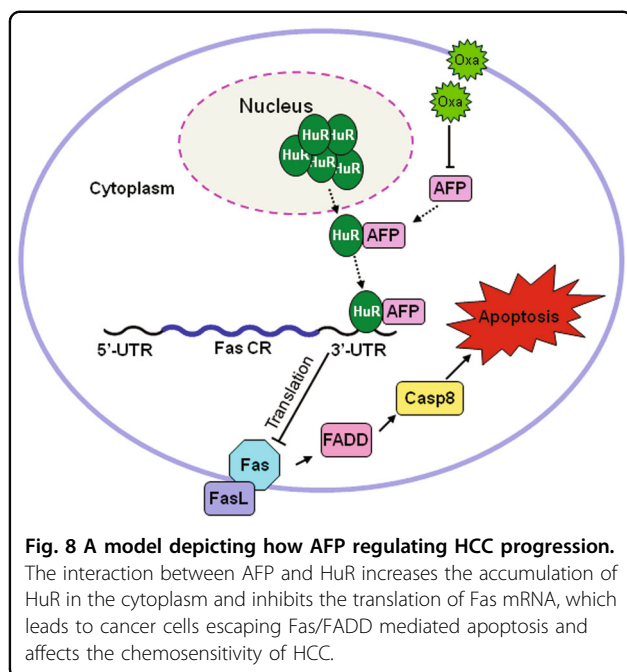 Oxa
Oxa
Nucleus
HuR HuR
HuR HuR HuR
Cytoplasm
AFP
HuR AFP
HuR AFP
Apoptosis
5'-UTR Fas CR 3'-UTR
Translation
Casp8
FADD
Fas
FasL
Fig. 8 A model depicting how AFP regulating HCC progression.
The interaction between AFP and HuR increases the accumulation of
HuR in the cytoplasm and inhibits the translation of Fas mRNA, which
leads to cancer cells escaping Fas/FADD mediated apoptosis and
affects the chemosensitivity of HCC.